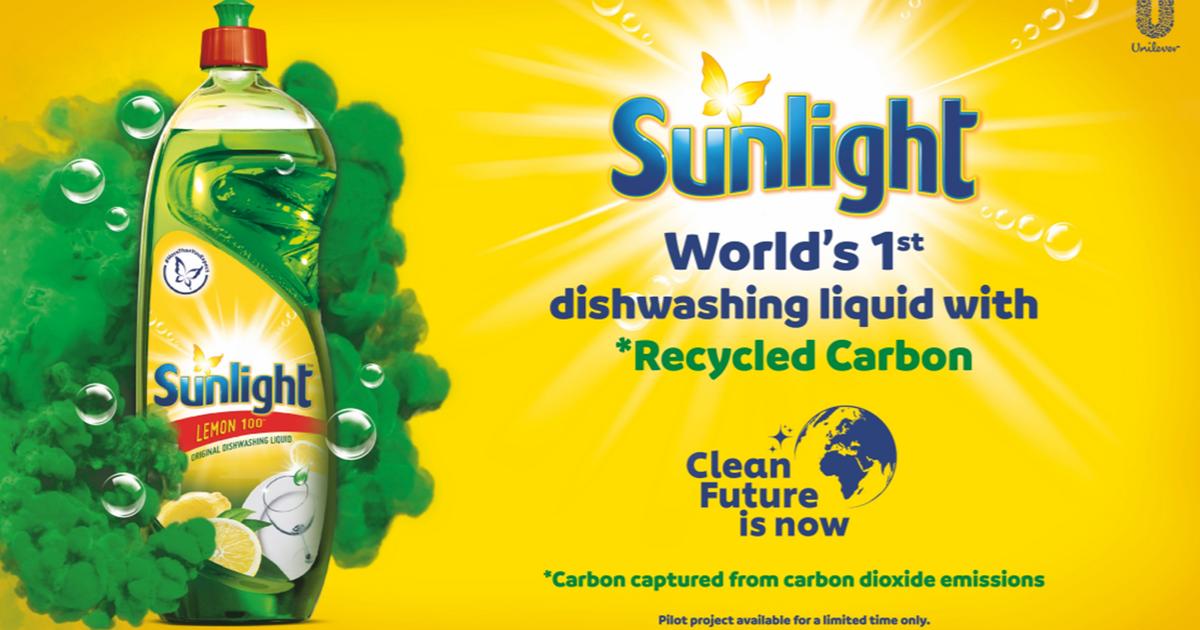 Unilever
Sunlight
World's 1st
dishwashing liquid with
*Recycled Carbon
Clean
Future
is now
*Carbon captured from carbon dioxide emissions
Pilot project available for a limited time only.
Sunlight
LEMON 100
ORIGINAL DISHWASHING LIQUID